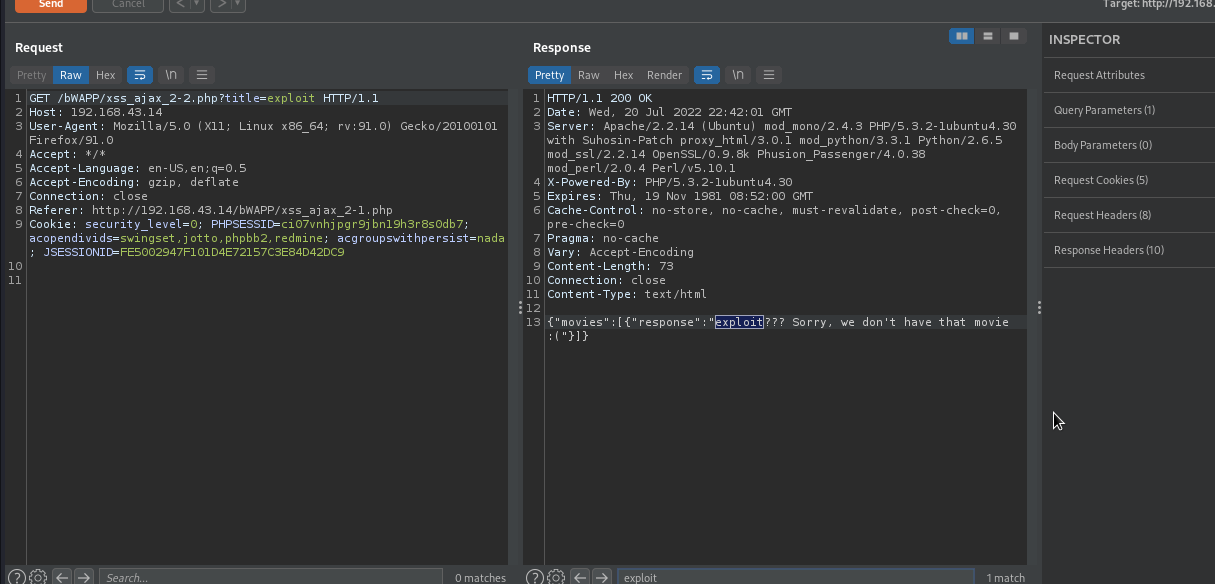 Send
Cancel
Target: http://192.168.
Request
Response
INSPECTOR
Pretty Raw Hex \n
Pretty Raw Hex Render \n
Request Attributes
Query Parameters (1)
Body Parameters (0)
Request Cookies (5)
Request Headers (8)
Response Headers (10)
1 GET /bWAPP/xss_ajax_2-2.php?title=exploit HTTP/1.1
2 Host: 192.168.43.14
3 User-Agent: Mozilla/5.0 (X11; Linux x86_64; rv:91.0) Gecko/20100101
Firefox/91.0
4 Accept: */*
5 Accept-Language: en-US,en;q=0.5
6 Accept-Encoding: gzip, deflate
7 Connection: close
8 Referer: http://192.168.43.14/bWAPP/xss_ajax_2-1.php
9 Cookie: security_level=0; PHPSESSID=ci07vnhjpgr9jbn19h3r8s0db7;
acopendivids=swingset,jotto,phpbb2,redmine; acgroupswithpersist=nada
; JSESSIONID=FE5002947F101D4E72157C3E84D42DC9
10
11
1 HTTP/1.1 200 OK
2 Date: Wed, 20 Jul 2022 22:42:01 GMT
3 Server: Apache/2.2.14 (Ubuntu) mod_mono/2.4.3 PHP/5.3.2-1ubuntu4.30
with Suhosin-Patch proxy_html/3.0.1 mod_python/3.3.1 Python/2.6.5
mod_ssl/2.2.14 OpenSSL/0.9.8k Phusion_Passenger/4.0.38
mod_perl/2.0.4 Perl/v5.10.1
4 X-Powered-By: PHP/5.3.2-1ubuntu4.30
5 Expires: Thu, 19 Nov 1981 08:52:00 GMT
6 Cache-Control: no-store, no-cache, must-revalidate, post-check=0,
pre-check=0
7 Pragma: no-cache
8 Vary: Accept-Encoding
9 Content-Length: 73
10 Connection: close
11 Content-Type: text/html
12
13 {"movies":[{"response":"exploit??? Sorry, we don't have that movie
:("}]}
Search...
0 matches
exploit
1 match